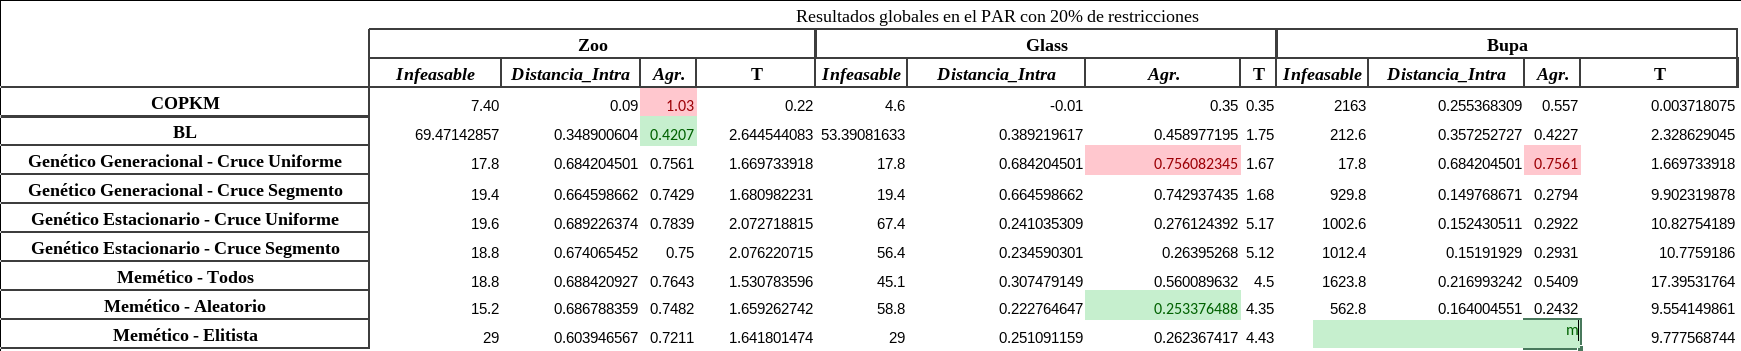 Resultados globales en el PAR con 20% de restricciones
Zoo Glass Bupa
Infeasable Distancia_Intra Agr. T Infeasable Distancia_Intra Agr. T Infeasable Distancia_Intra Agr. T
COPKM 7.40 0.09 1.03 0.22 4.6 -0.01 0.35 0.35 2163 0.255368309 0.557 0.003718075
BL 69.47142857 0.348900604 0.4207 2.644544083 53.39081633 0.389219617 0.458977195 1.75 212.6 0.357252727 0.4227 2.328629045
Genético Generacional - Cruce Uniforme 17.8 0.684204501 0.7561 1.669733918 17.8 0.684204501 0.756082345 1.67 17.8 0.684204501 0.7561 1.669733918
Genético Generacional - Cruce Segmento 19.4 0.664598662 0.7429 1.680982231 19.4 0.664598662 0.742937435 1.68 929.8 0.149768671 0.2794 9.902319878
Genético Estacionario - Cruce Uniforme 19.6 0.689226374 0.7839 2.072718815 67.4 0.241035309 0.276124392 5.17 1002.6 0.152430511 0.2922 10.82754189
Genético Estacionario - Cruce Segmento 18.8 0.674065452 0.75 2.076220715 56.4 0.234590301 0.26395268 5.12 1012.4 0.15191929 0.2931 10.7759186
Memético - Todos 18.8 0.688420927 0.7643 1.530783596 45.1 0.307479149 0.560089632 4.5 1623.8 0.216993242 0.5409 17.39531764
Memético - Aleatorio 15.2 0.686788359 0.7482 1.659262742 58.8 0.222764647 0.253376488 4.35 562.8 0.164004551 0.2432 9.554149861
Memético - Elitista 29 0.603946567 0.7211 1.641801474 29 0.251091159 0.262367417 4.43 m 9.777568744